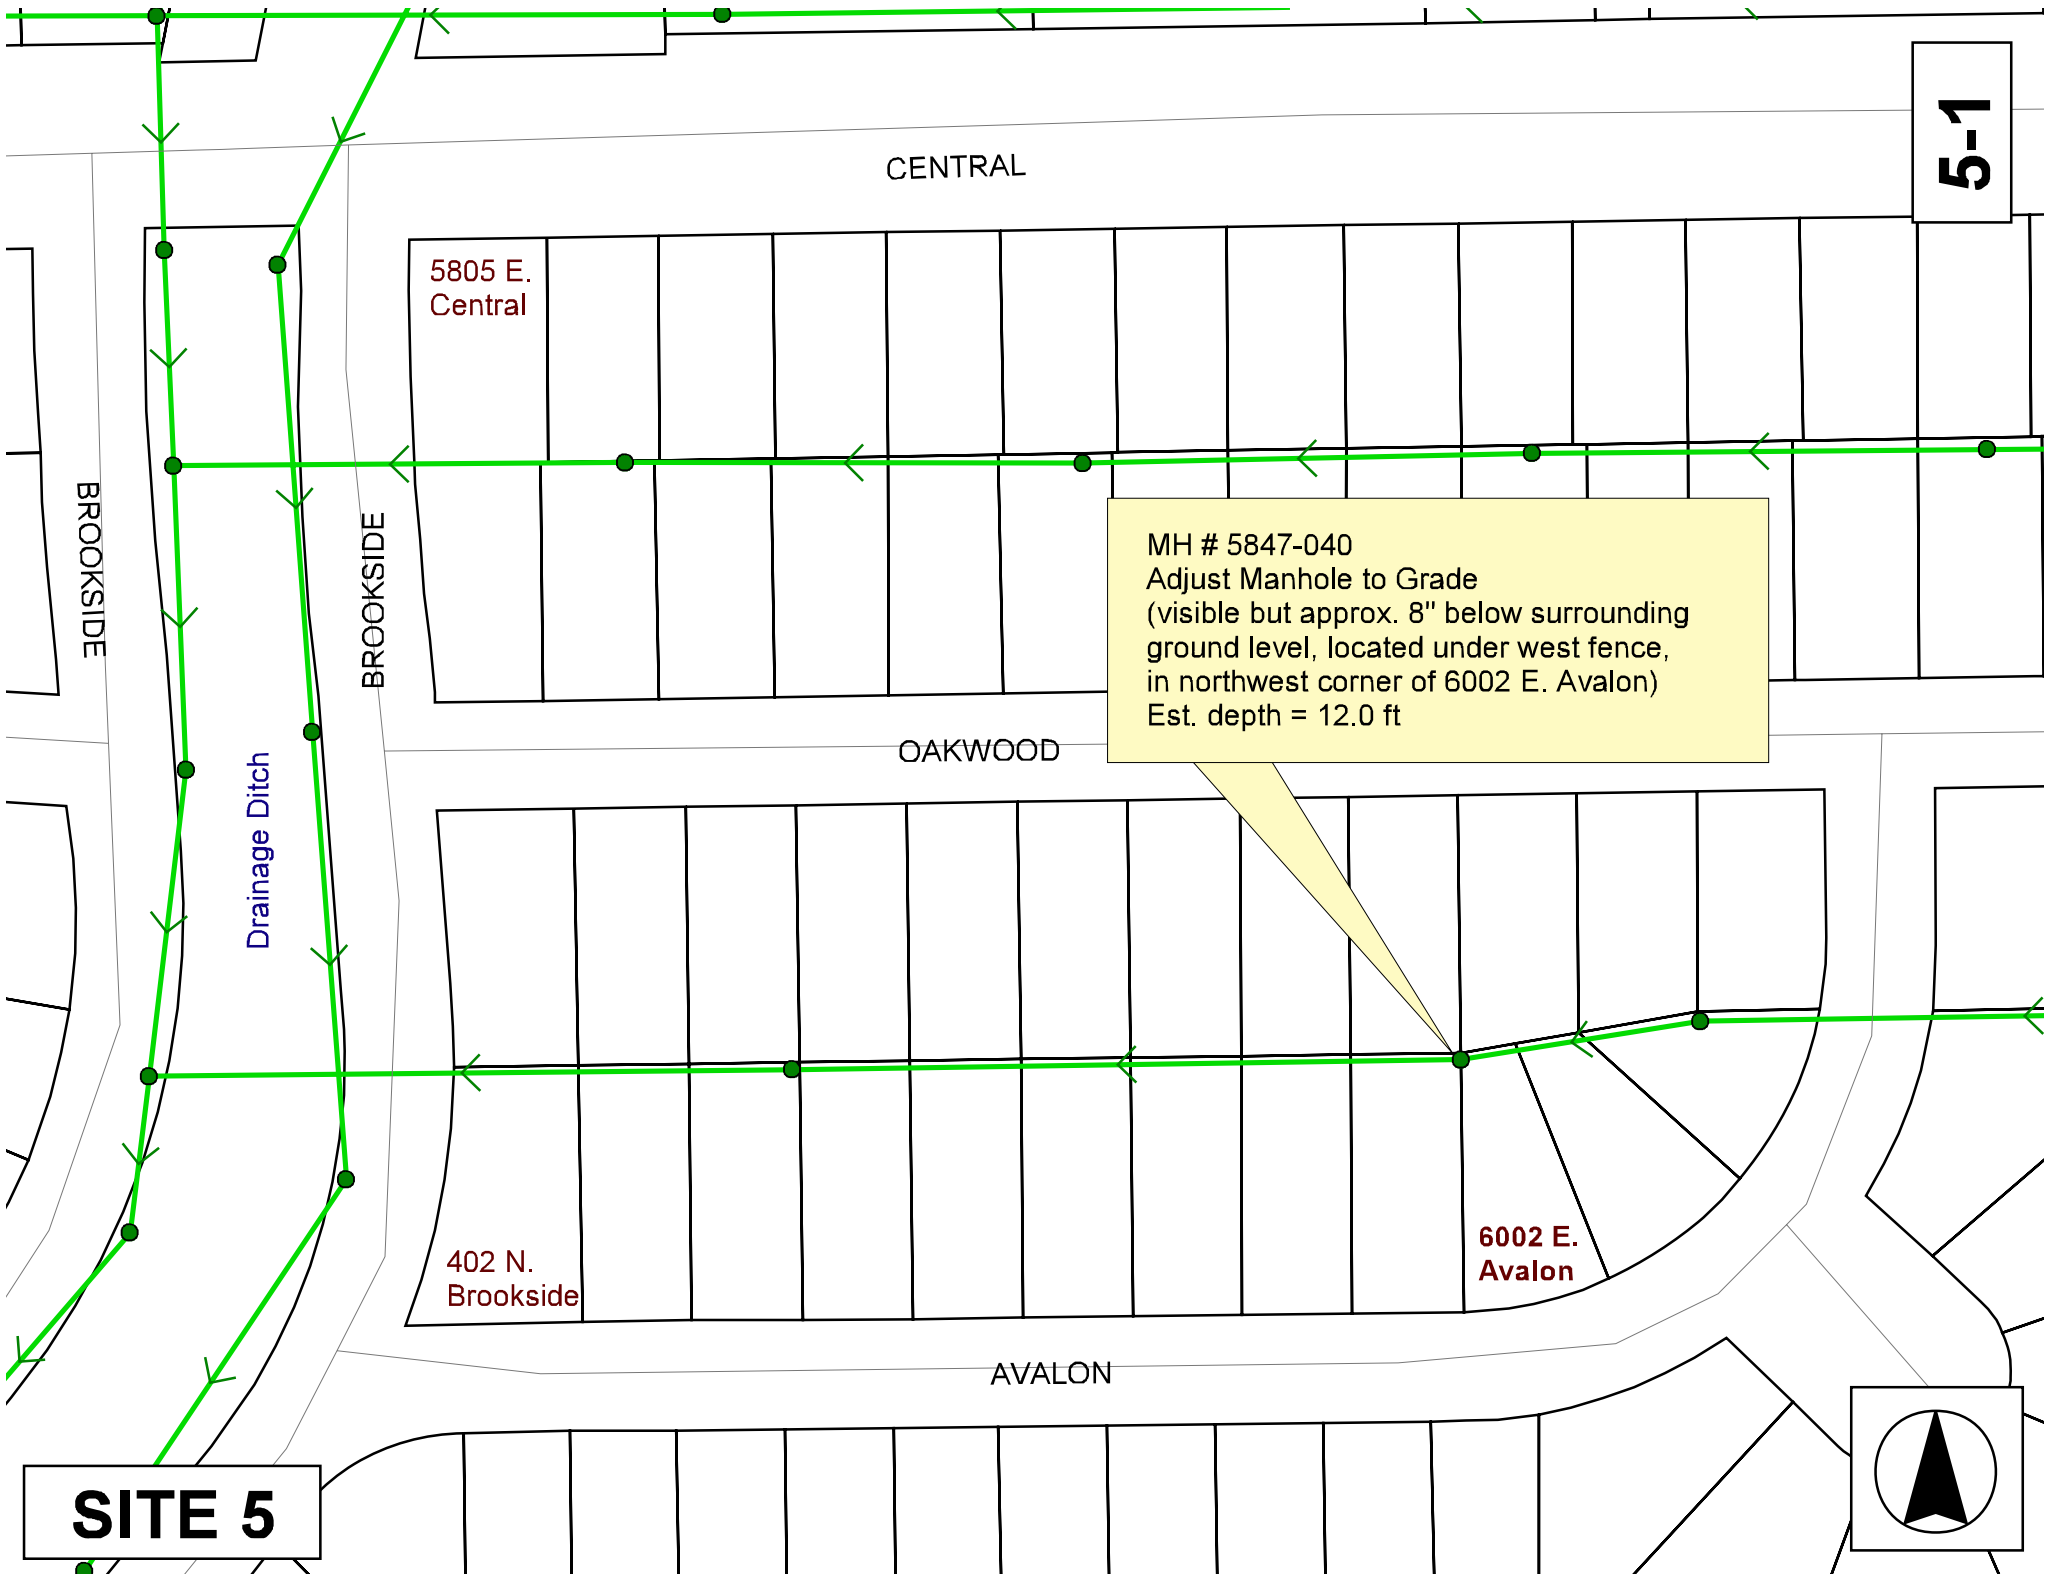 5-1
CENTRAL
5805 E.
Central
BROOKSIDE
BROOKSIDE
MH # 5847-040
Adjust Manhole to Grade
(visible but approx. 8" below surrounding
ground level, located under west fence,
in northwest corner of 6002 E. Avalon)
Est. depth = 12.0 ft
OAKWOOD
Drainage Ditch
402 N.
Brookside
6002 E.
Avalon
AVALON
SITE 5